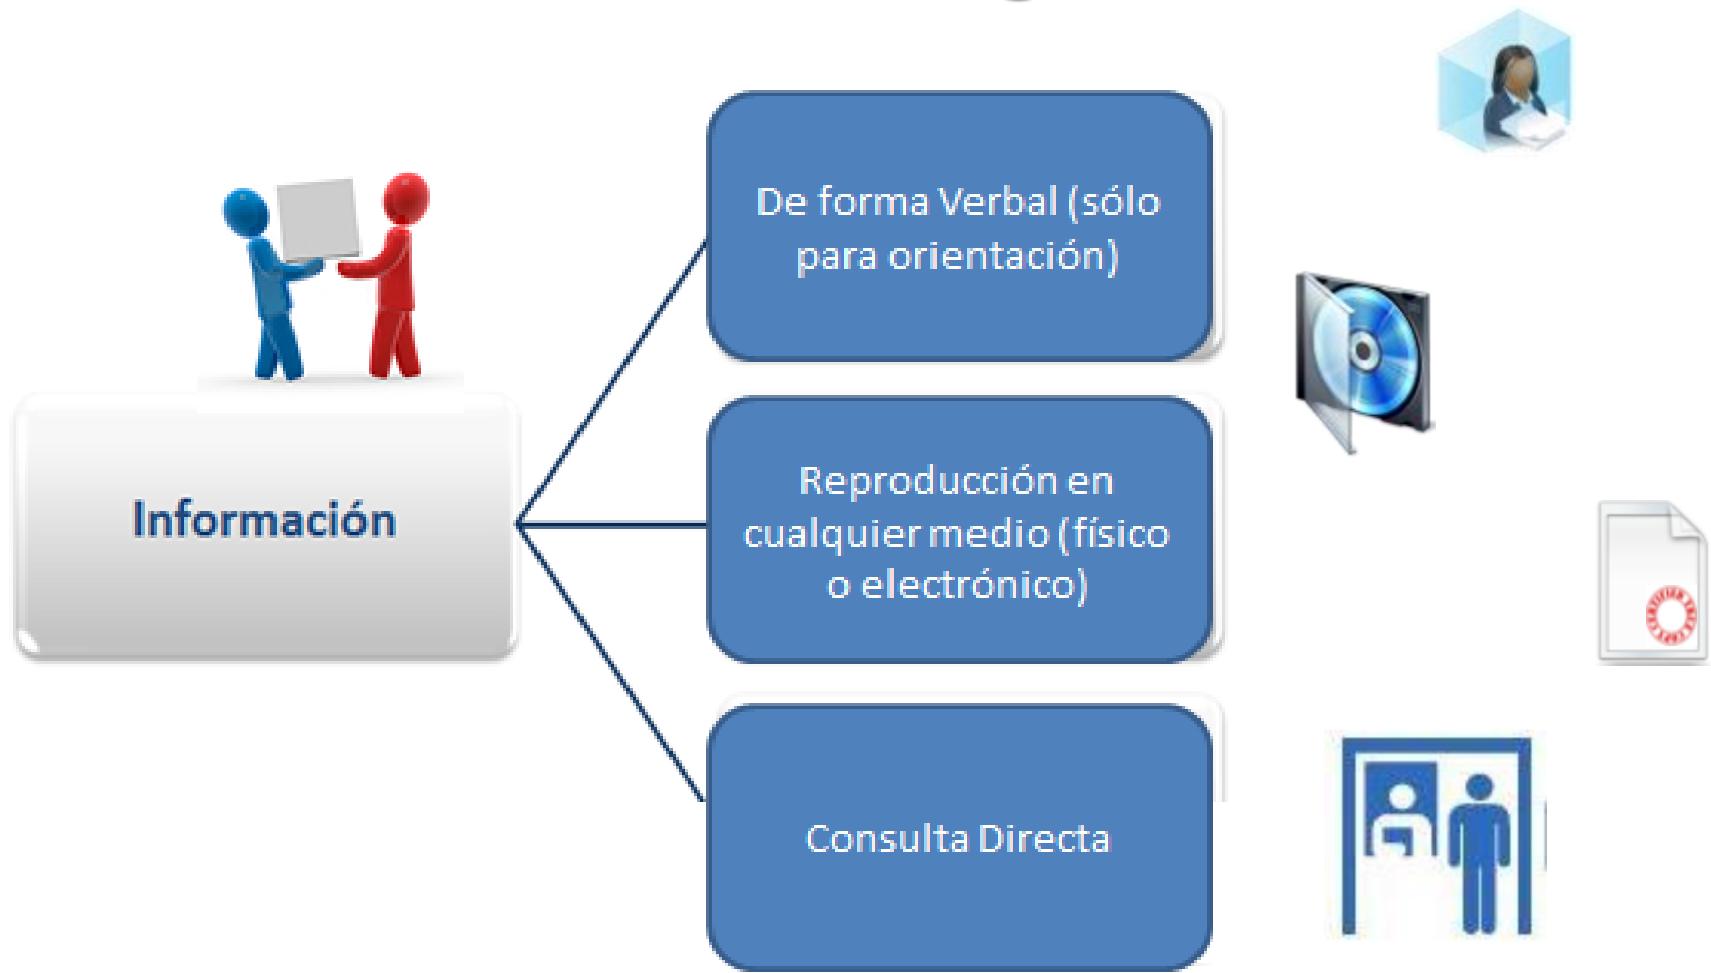 De forma Verbal (sólo
para orientación)
Información
Reproducción en
cualquier medio (físico
o electrónico)
Consulta Directa